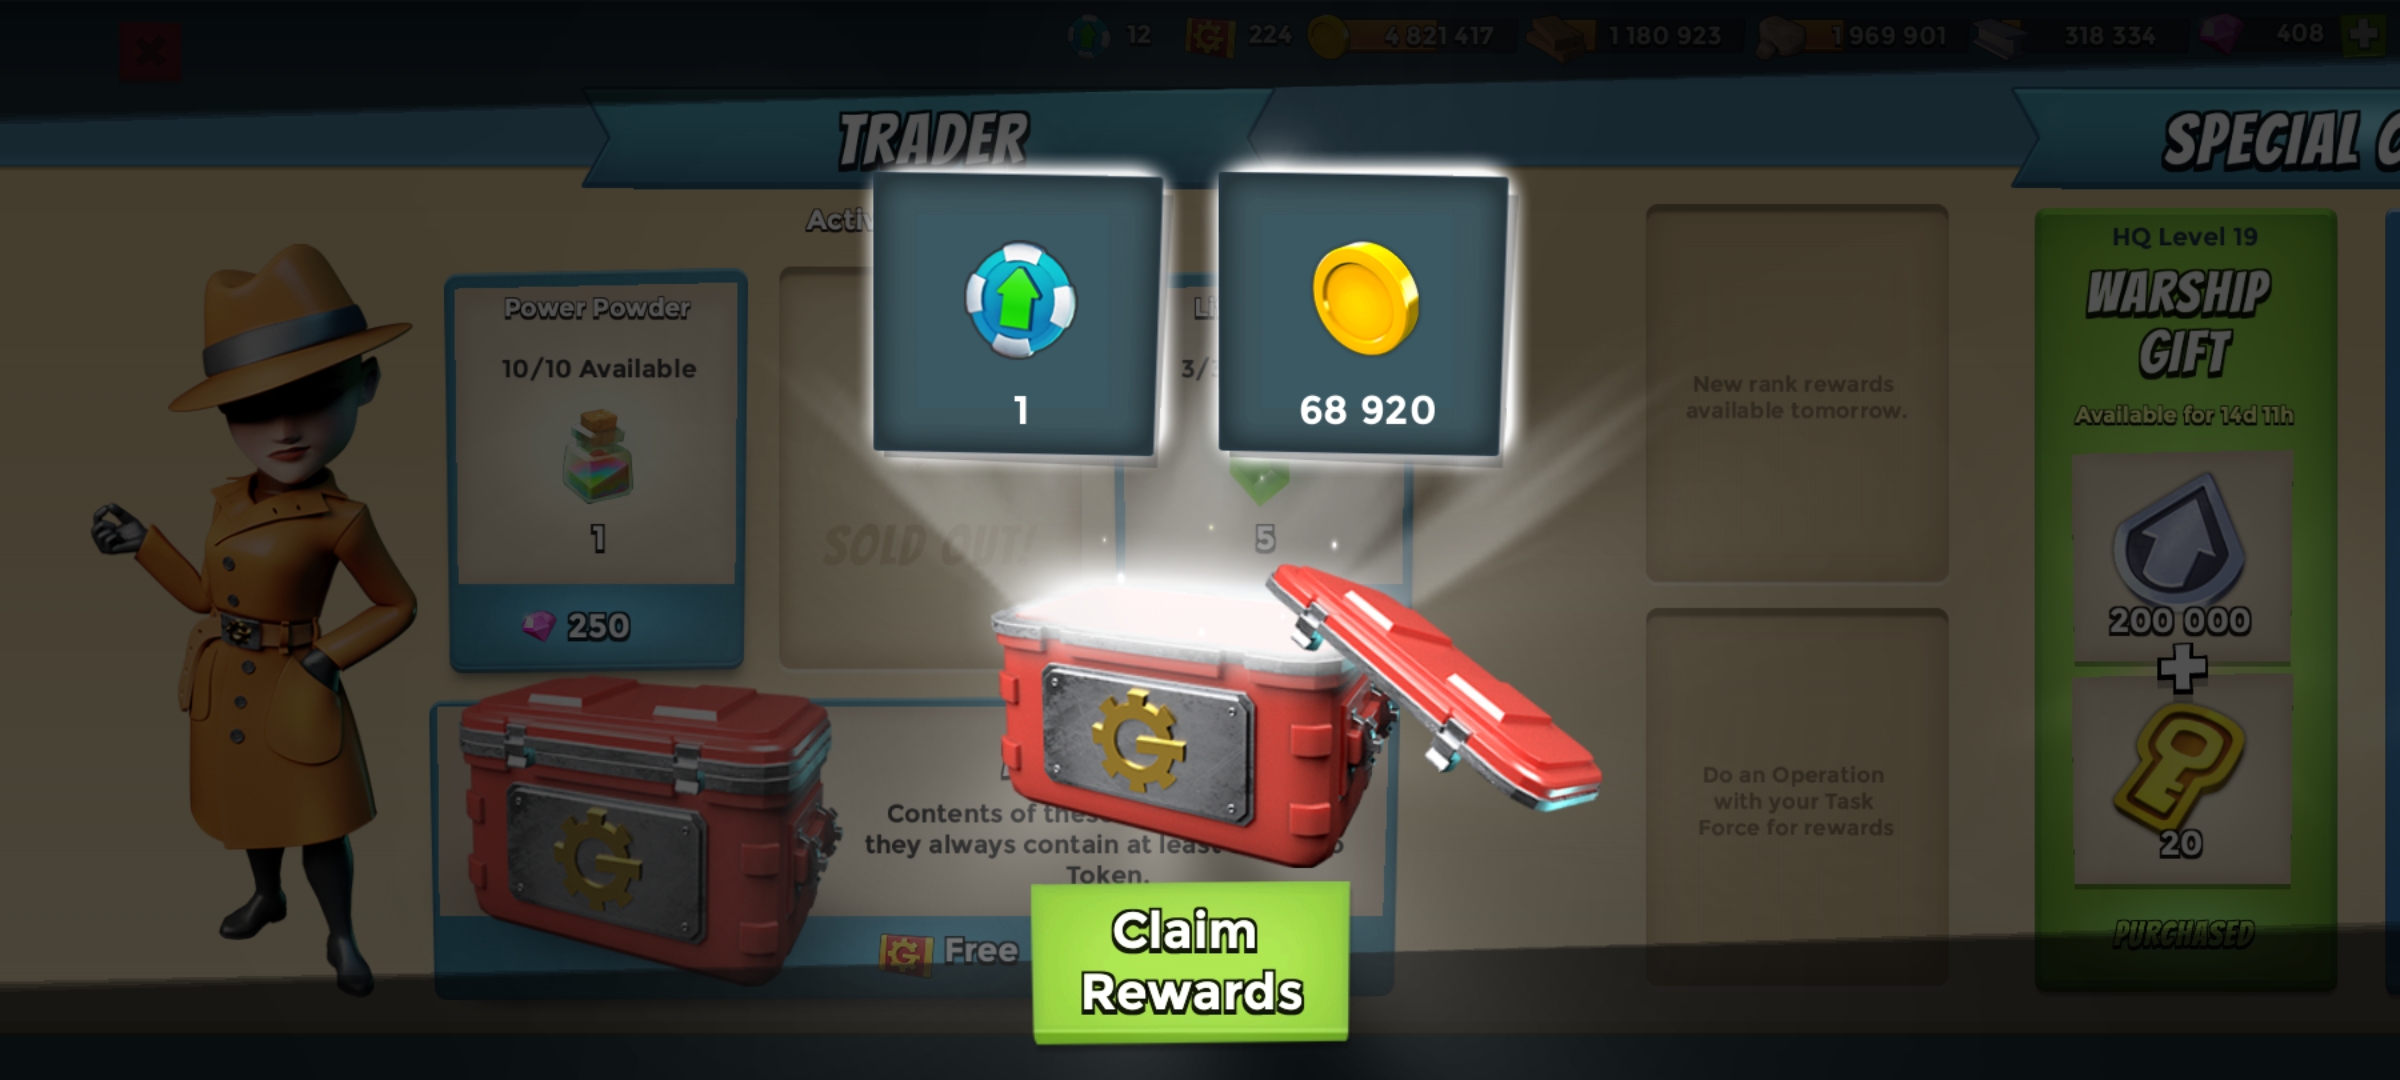 12
224
4 821 417
1 180 923
1 969 901
318 334
408
TRADER
SPECIAL
1
68 920
Power Powder
10/10 Available
1
250
SOLD OUT!
5
New rank rewards
available tomorrow.
Do an Operation
with your Task
Force for rewards
HQ Level 19
WARSHIP
GIFT
Available for 14d 11h
200 000
20
PURCHASED
Contents of
they always contain at least
Token.
Free
Claim
Rewards